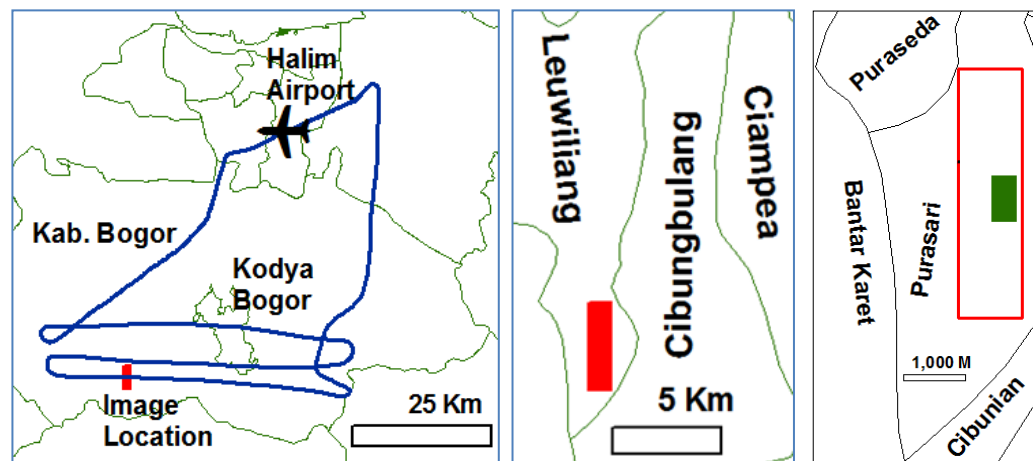 Halim
Airport
Kab. Bogor
Kodya
Bogor
Image
Location
25 Km
Leuwiliang
Cibungbulang
Ciampea
5 Km
Puraseda
Bantar Karet
Purasari
1,000 M
Cibunian